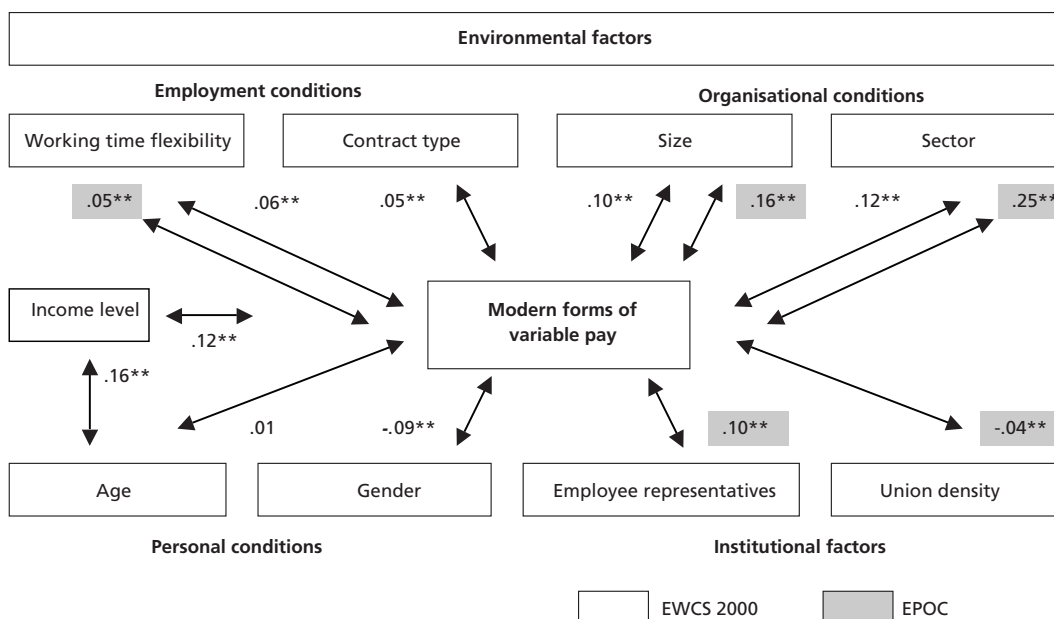 Environmental factors
Employment conditions
Organisational conditions
Working time flexibility
Contract type
Size
Sector
.05**
.06**
.05**
.10**
.16**
.12**
.25**
Income level
.12**
Modern forms of
variable pay
.16**
.01
-.09**
.10**
-.04**
Age
Gender
Employee representatives
Union density
Personal conditions
Institutional factors
EWCS 2000
EPOC